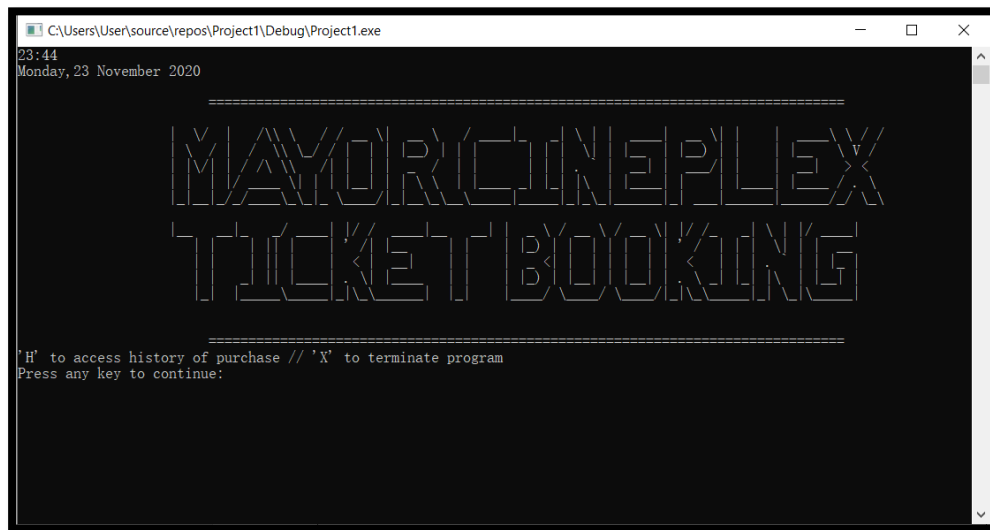 C:\Users\User\source\repos\Project1\Debug\Project1.exe
23:44
Monday,23 November 2020
MAYORCINEPLEX
TICKET BOOKING
'H' to access history of purchase // 'X' to terminate program
Press any key to continue: